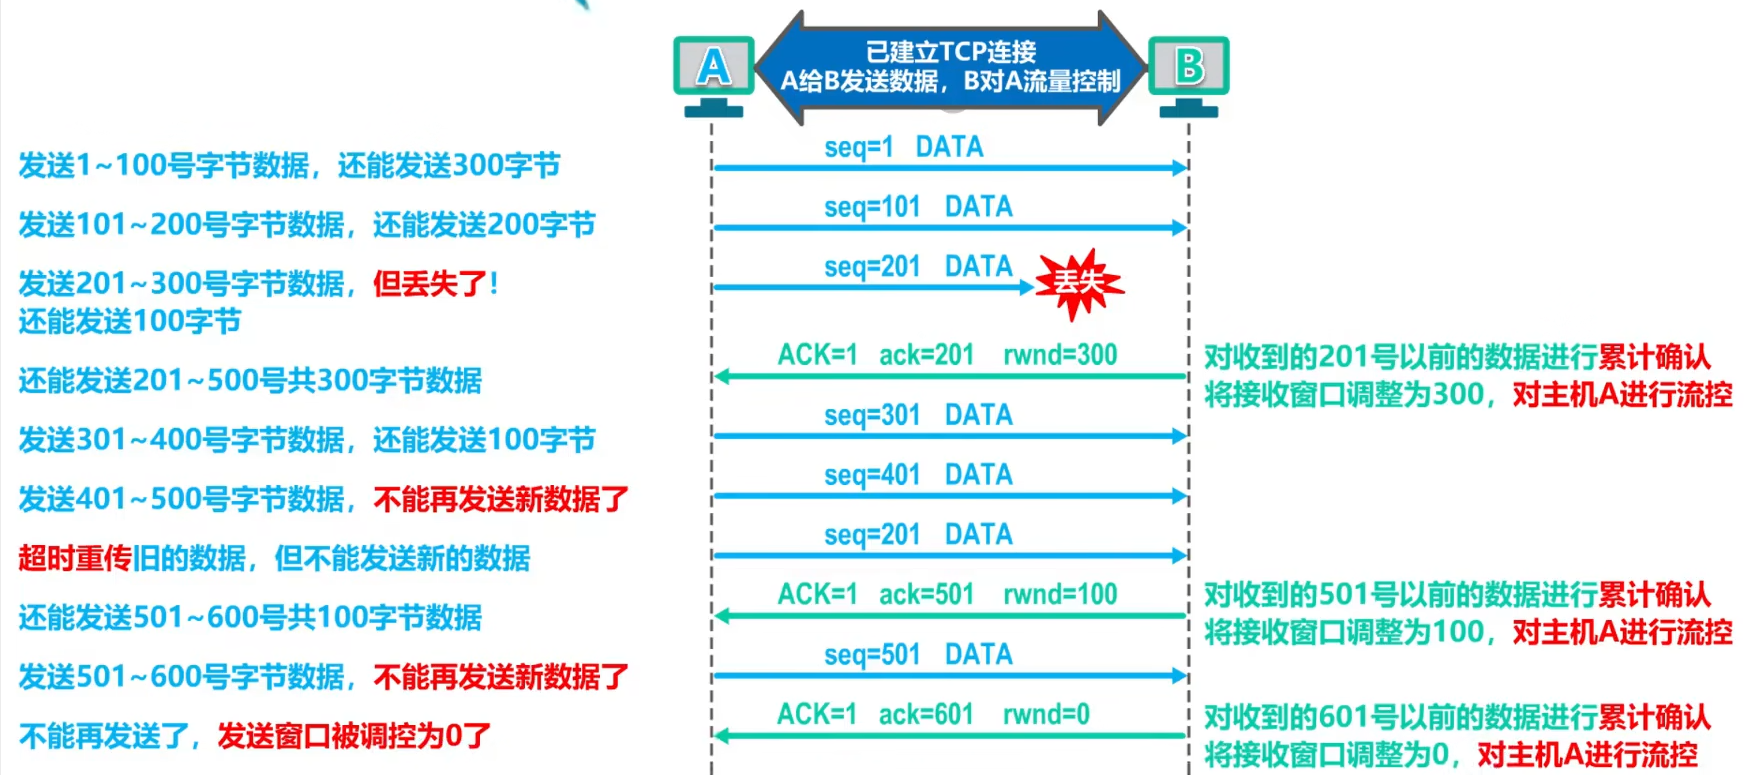 A
已建立TCP连接
A给B发送数据，B对A流量控制
B
发送1~100号字节数据，还能发送300字节
seq=1 DATA
发送101~200号字节数据，还能发送200字节
seq=101 DATA
发送201~300号字节数据，但丢失了！
还能发送100字节
seq=201 DATA
丢失
还能发送201~500号共300字节数据
ACK=1 ack=201 rwnd=300
对收到的201号以前的数据进行累计确认
将接收窗口调整为300，对主机A进行流控
发送301~400号字节数据，还能发送100字节
seq=301 DATA
发送401~500号字节数据，不能再发送新数据了
seq=401 DATA
超时重传旧的数据，但不能发送新的数据
seq=201 DATA
还能发送501~600号共100字节数据
ACK=1 ack=501 rwnd=100
对收到的501号以前的数据进行累计确认
将接收窗口调整为100，对主机A进行流控
发送501~600号字节数据，不能再发送新数据了
seq=501 DATA
不能再发送了，发送窗口被调控为0了
ACK=1 ack=601 rwnd=0
对收到的601号以前的数据进行累计确认
将接收窗口调整为0，对主机A进行流控